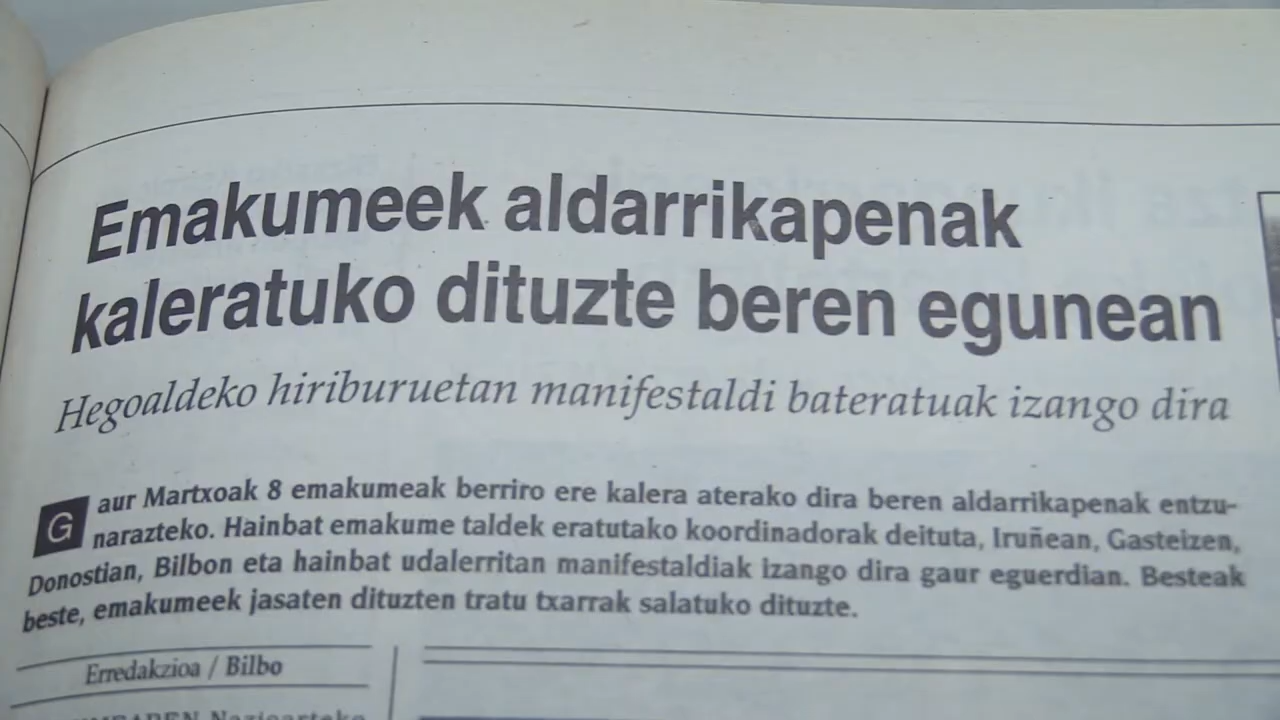 Emakumeek aldarrikapenak
kaleratuko dituzte beren egunean
Hegoaldeko hiriburuetan manifestaldi bateratuak izango dira
Gaur Martxoak 8 emakumeak berriro ere kalera aterako dira beren aldarrikapenak entzu-
narazteko. Hainbat emakume taldek eratutako koordinadorak deituta, Iruñean, Gasteizen,
Donostian, Bilbon eta hainbat udalerritan manifestaldiak izango dira gaur eguerdian. Besteak
beste, emakumeek jasaten dituzten tratu txarrak salatuko dituzte.
Erredakzioa / Bilbo
Nazioarteko